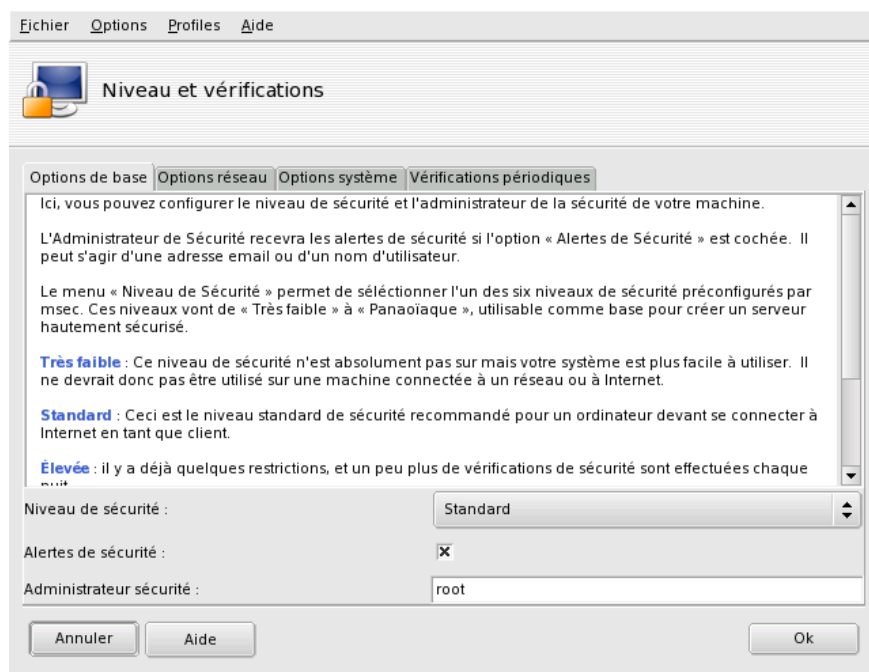 Fichier Options Profiles Aide
Niveau et vérifications
Options de base Options réseau Options système Vérifications périodiques
Ici, vous pouvez configurer le niveau de sécurité et l'administrateur de la sécurité de votre machine.
L'Administrateur de Sécurité recevra les alertes de sécurité si l'option « Alertes de Sécurité » est cochée. Il
peut s'agir d'une adresse email ou d'un nom d'utilisateur.
Le menu « Niveau de Sécurité » permet de séléctionner l'un des six niveaux de sécurité préconfigurés par
msec. Ces niveaux vont de « Très faible » à « Panaoïaque », utilisable comme base pour créer un serveur
hautement sécurisé.
Très faible : Ce niveau de sécurité n'est absolument pas sur mais votre système est plus facile à utiliser. Il
ne devrait donc pas être utilisé sur une machine connectée à un réseau ou à Internet.
Standard : Ceci est le niveau standard de sécurité recommandé pour un ordinateur devant se connecter à
Internet en tant que client.
Élevée : il y a déjà quelques restrictions, et un peu plus de vérifications de sécurité sont effectuées chaque
nuit.
Niveau de sécurité : Standard
Alertes de sécurité :
Administrateur sécurité : root
Annuler Aide Ok